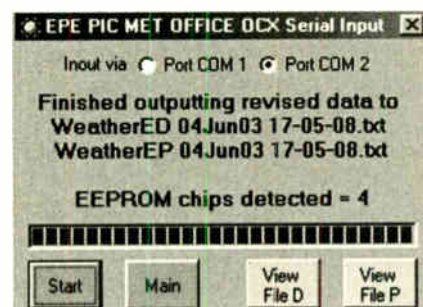 EPE PIC MET OFFICE OCX Serial Input
Inout via Port COM 1 Port COM 2
Finished outputting revised data to
WeatherED 04Jun03 17-05-08.txt
WeatherEP 04Jun03 17-05-08.txt
EEPROM chips detected = 4
Start Main View File D View File P